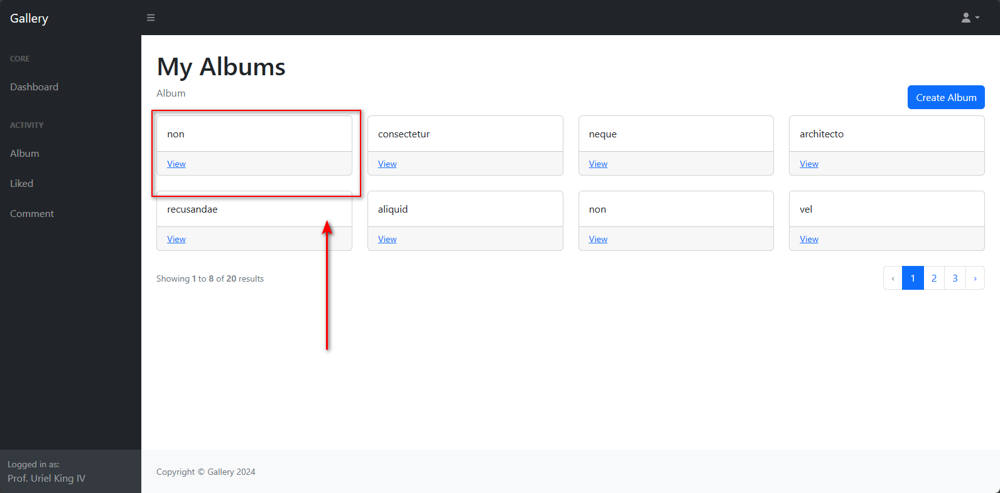 Gallery
CORE
Dashboard
ACTIVITY
Album
Liked
Comment
Logged in as:
Prof. Uriel King IV
My Albums
Album
Create Album
non
View
consectetur
View
neque
View
architecto
View
recusandae
View
aliquid
View
non
View
vel
View
Showing 1 to 8 of 20 results
‹ 1 2 3 ›
Copyright © Gallery 2024